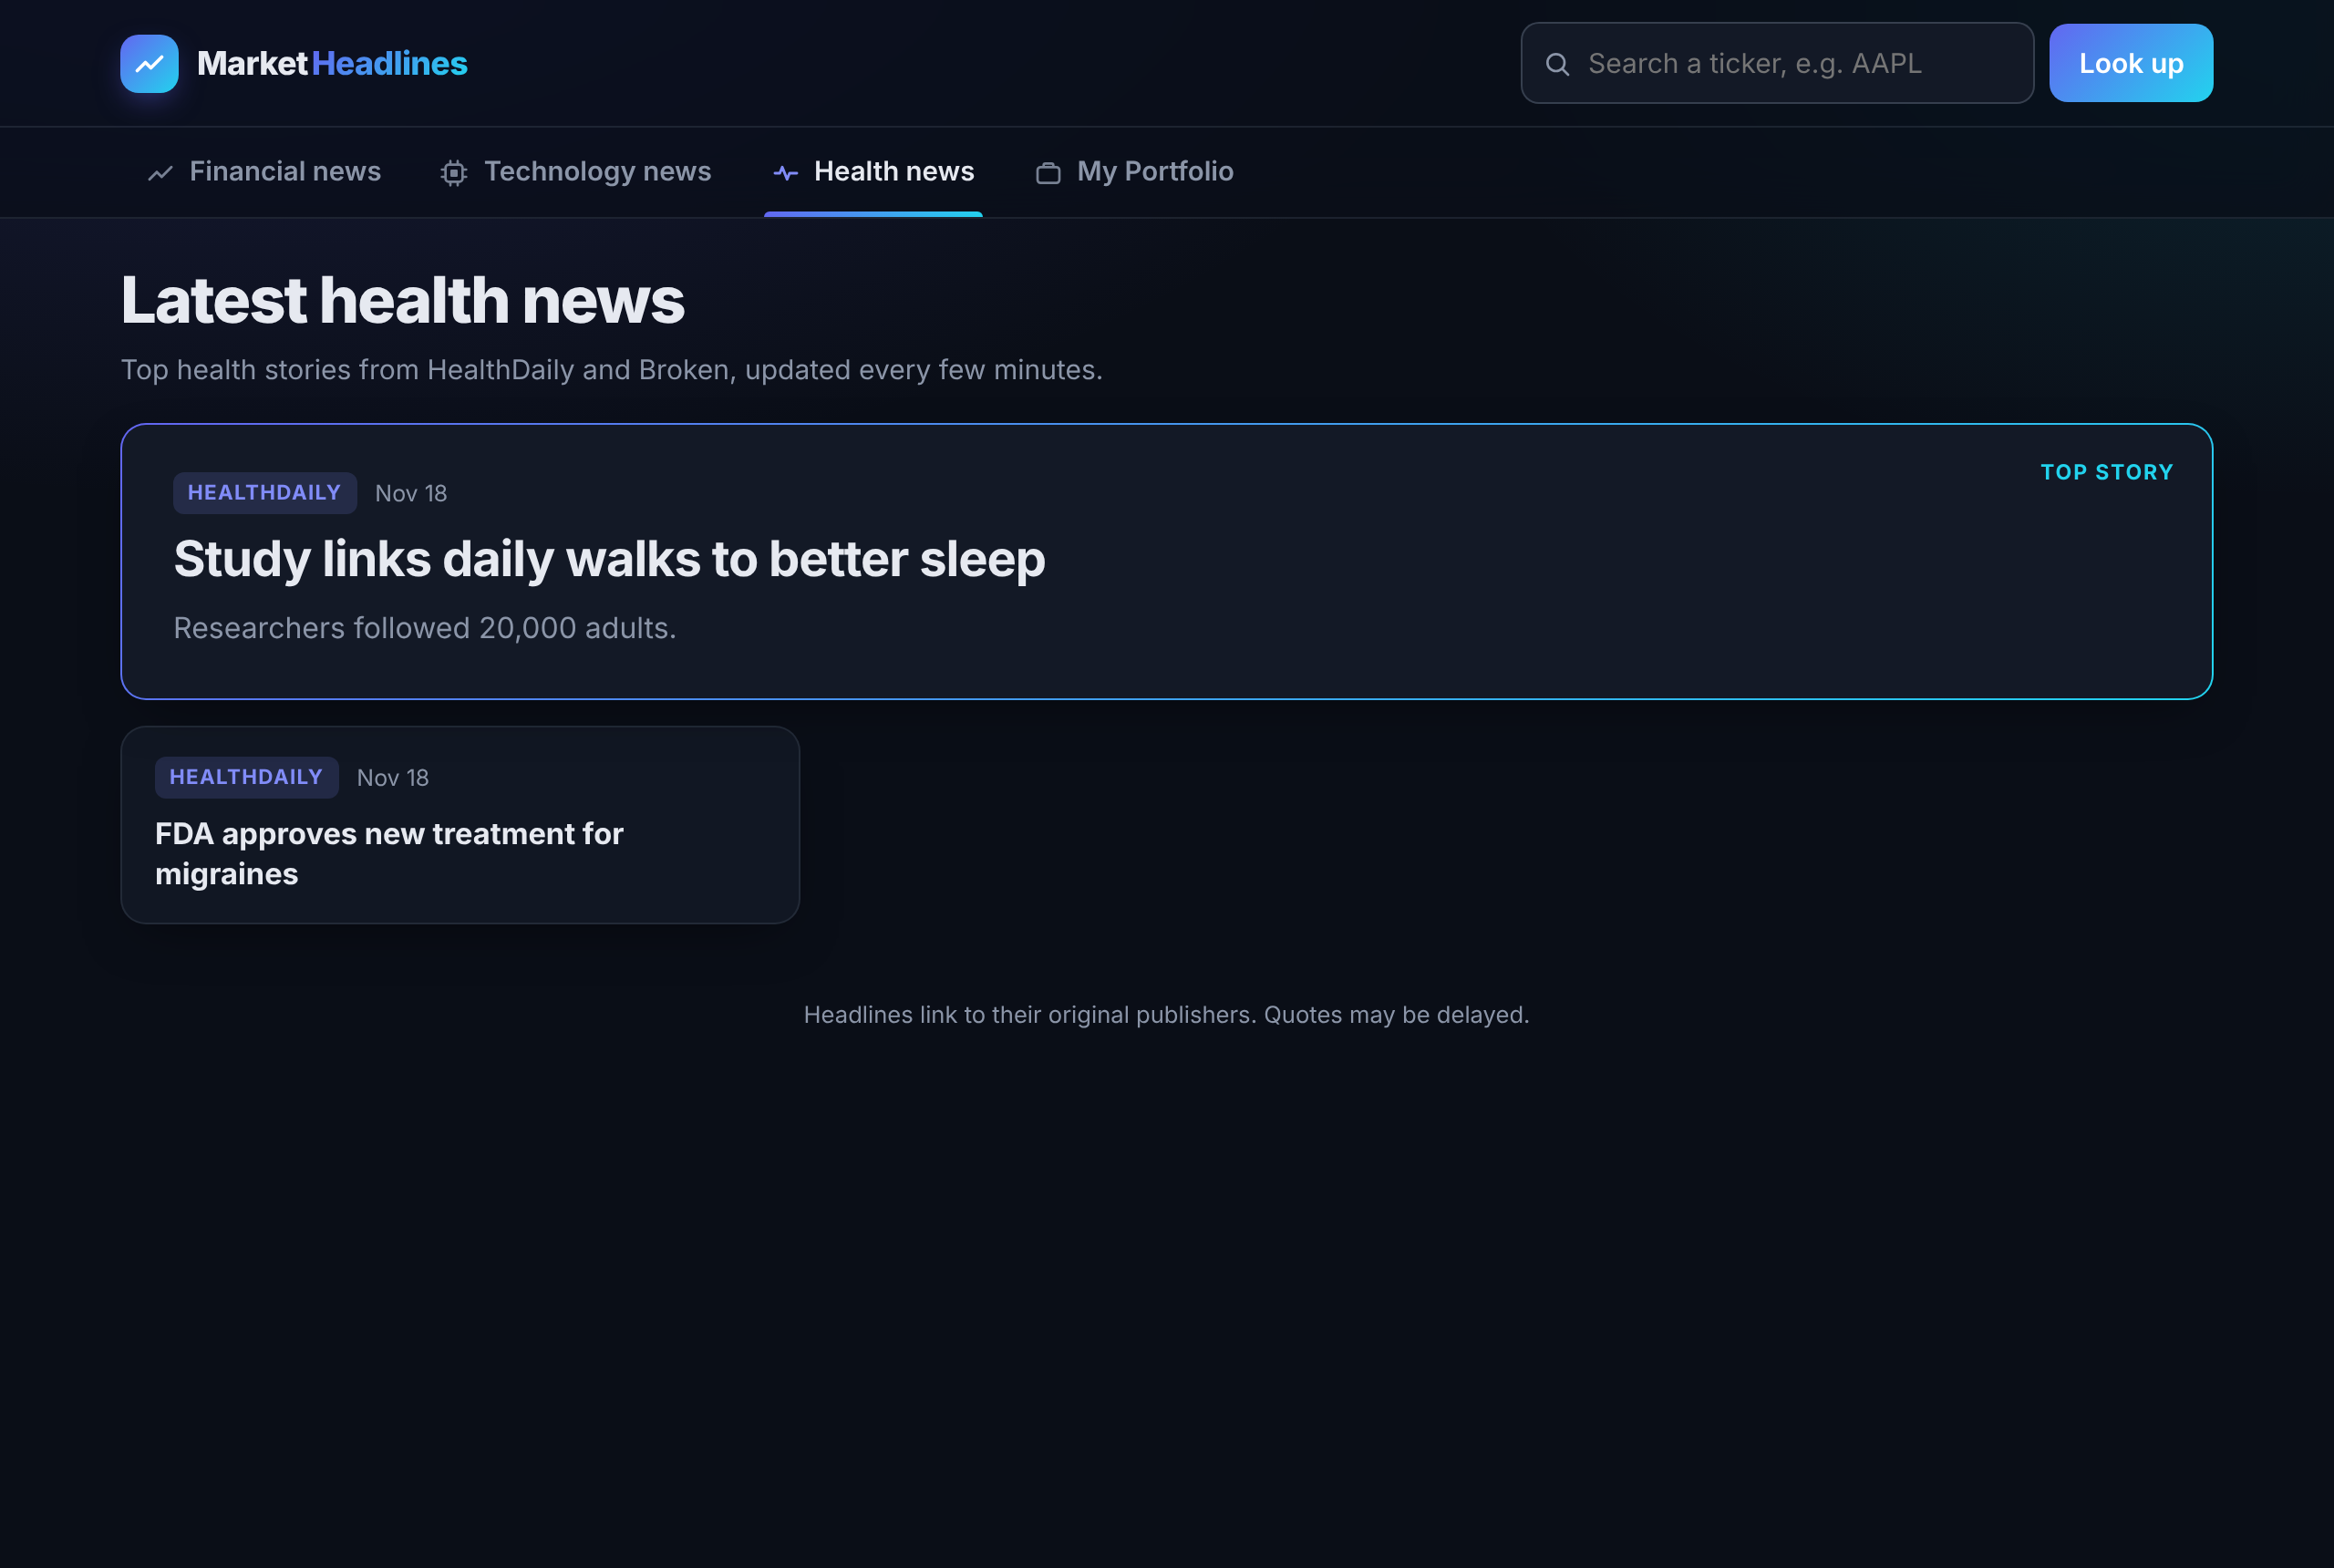 MarketHeadlines
Search a ticker, e.g. AAPL
Look up
Financial news
Technology news
Health news
My Portfolio
Latest health news
Top health stories from HealthDaily and Broken, updated every few minutes.
TOP STORY
HEALTHDAILY Nov 18
Study links daily walks to better sleep
Researchers followed 20,000 adults.
HEALTHDAILY Nov 18
FDA approves new treatment for
migraines
Headlines link to their original publishers. Quotes may be delayed.